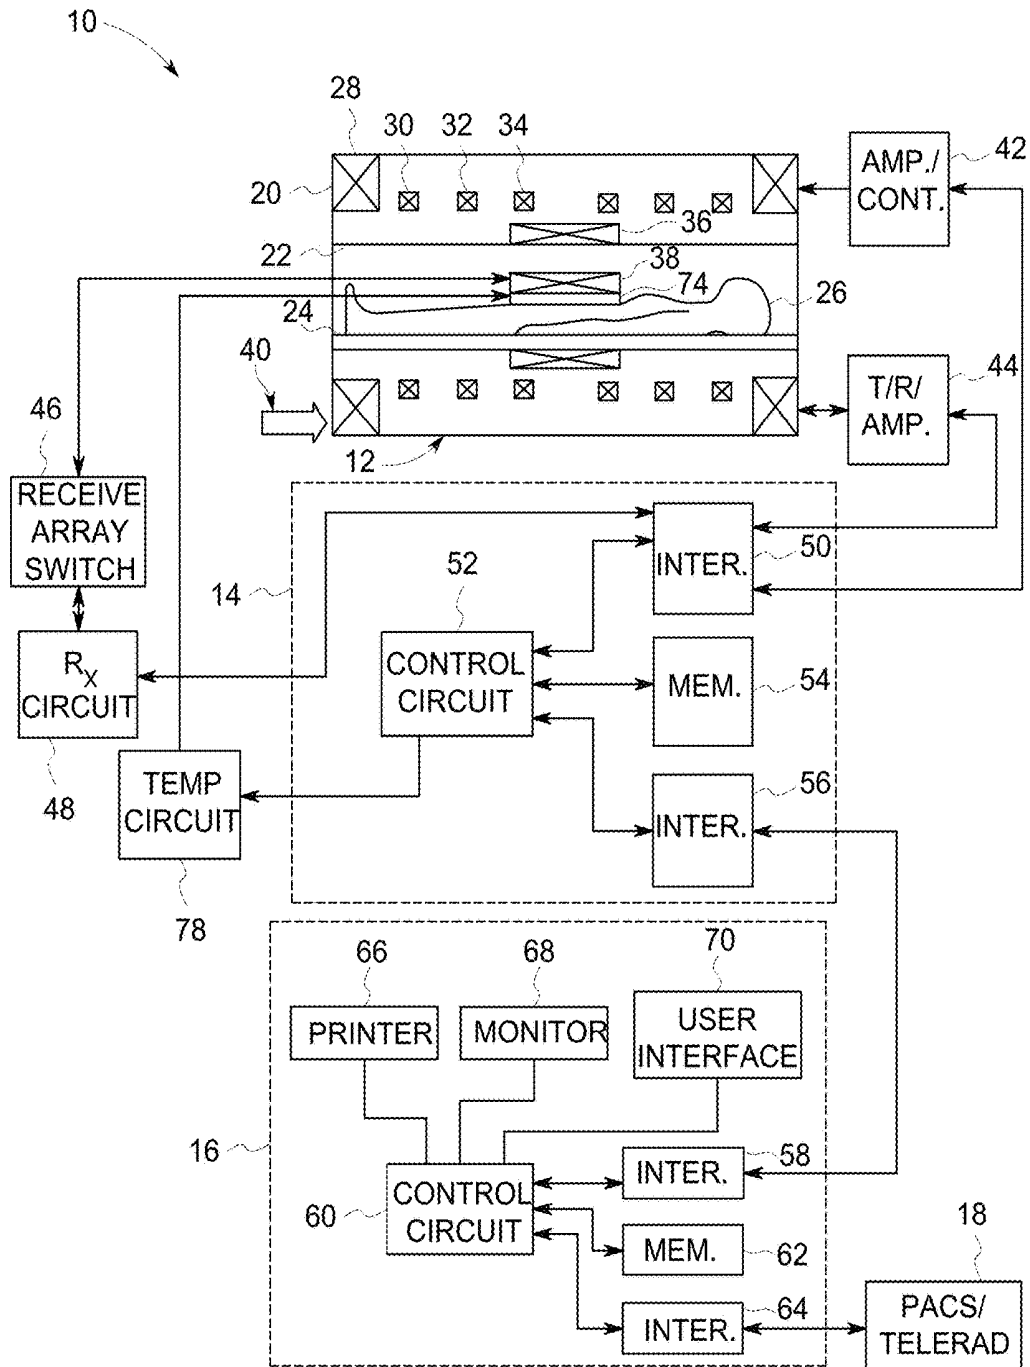 10
28
30
32
34
20
AMP./
CONT.
42
36
22
38
74
26
24
40
44
T/R/
AMP.
46
12
RECEIVE
ARRAY
SWITCH
14
52
INTER.
50
RX
CIRCUIT
CONTROL
CIRCUIT
MEM.
54
48
TEMP
CIRCUIT
56
INTER.
78
66
68
70
PRINTER
MONITOR
USER
INTERFACE
16
58
INTER.
60
CONTROL
CIRCUIT
18
MEM.
62
64
INTER.
PACS/
TELERAD